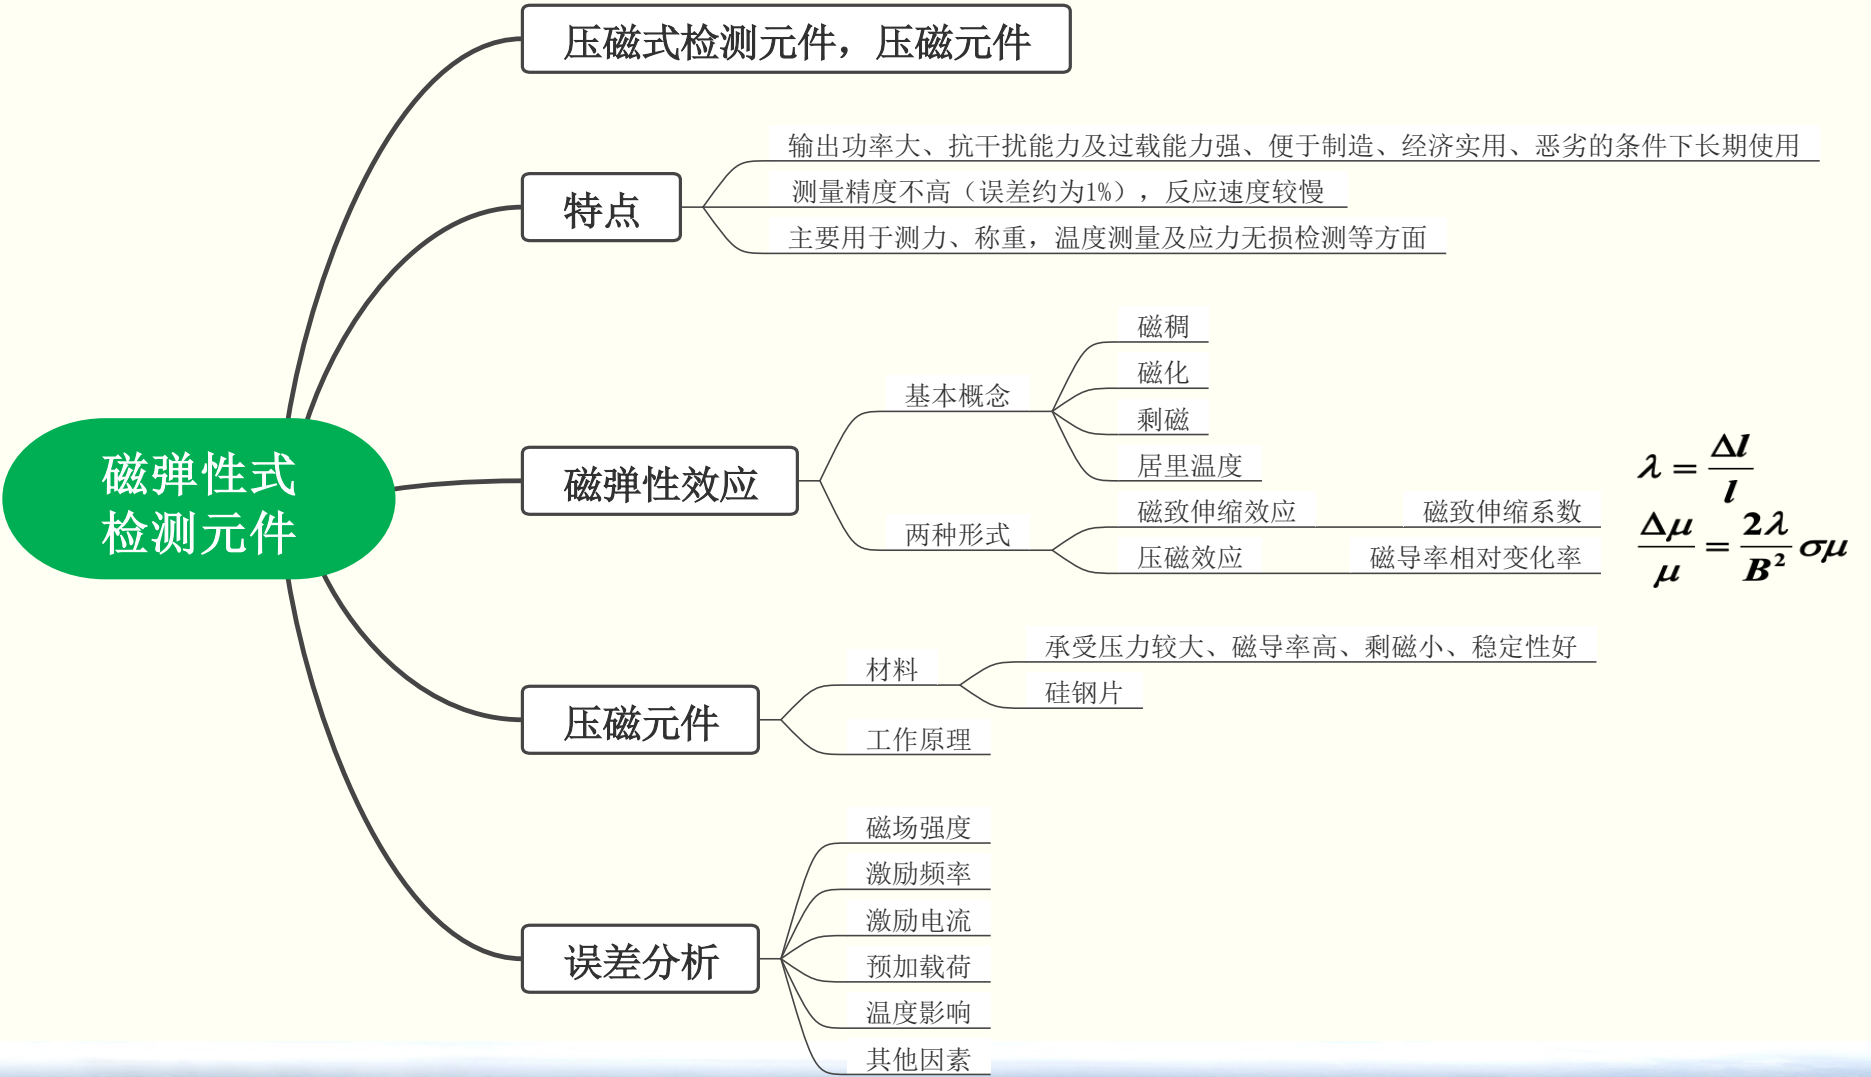 压磁式检测元件，压磁元件
输出功率大、抗干扰能力及过载能力强、便于制造、经济实用、恶劣的条件下长期使用
特点
测量精度不高（误差约为1%），反应速度较慢
主要用于测力、称重，温度测量及应力无损检测等方面
磁稠
磁化
基本概念
剩磁
居里温度
磁弹性式
检测元件
磁弹性效应
两种形式
磁致伸缩效应
磁致伸缩系数
压磁效应
磁导率相对变化率
λ = Δl / l
Δμ / μ = 2λ / B² σμ
承受压力较大、磁导率高、剩磁小、稳定性好
材料
硅钢片
压磁元件
工作原理
磁场强度
激励频率
激励电流
误差分析
预加载荷
温度影响
其他因素